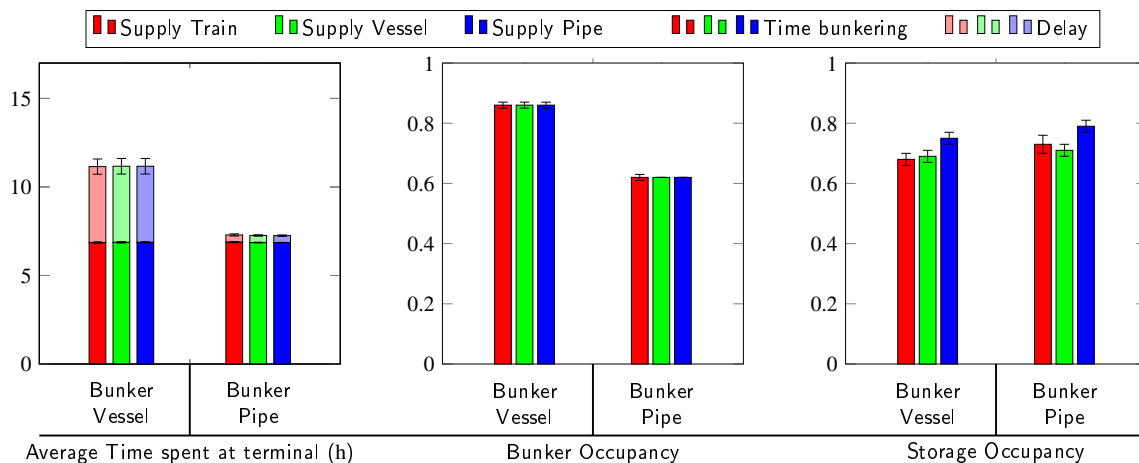 Supply Train Supply Vessel Supply Pipe Time bunkering Delay
15
10
5
0
Bunker Vessel
Bunker Pipe
Average Time spent at terminal (h)
1
0.8
0.6
0.4
0.2
0
Bunker Vessel
Bunker Pipe
Bunker Occupancy
1
0.8
0.6
0.4
0.2
0
Bunker Vessel
Bunker Pipe
Storage Occupancy